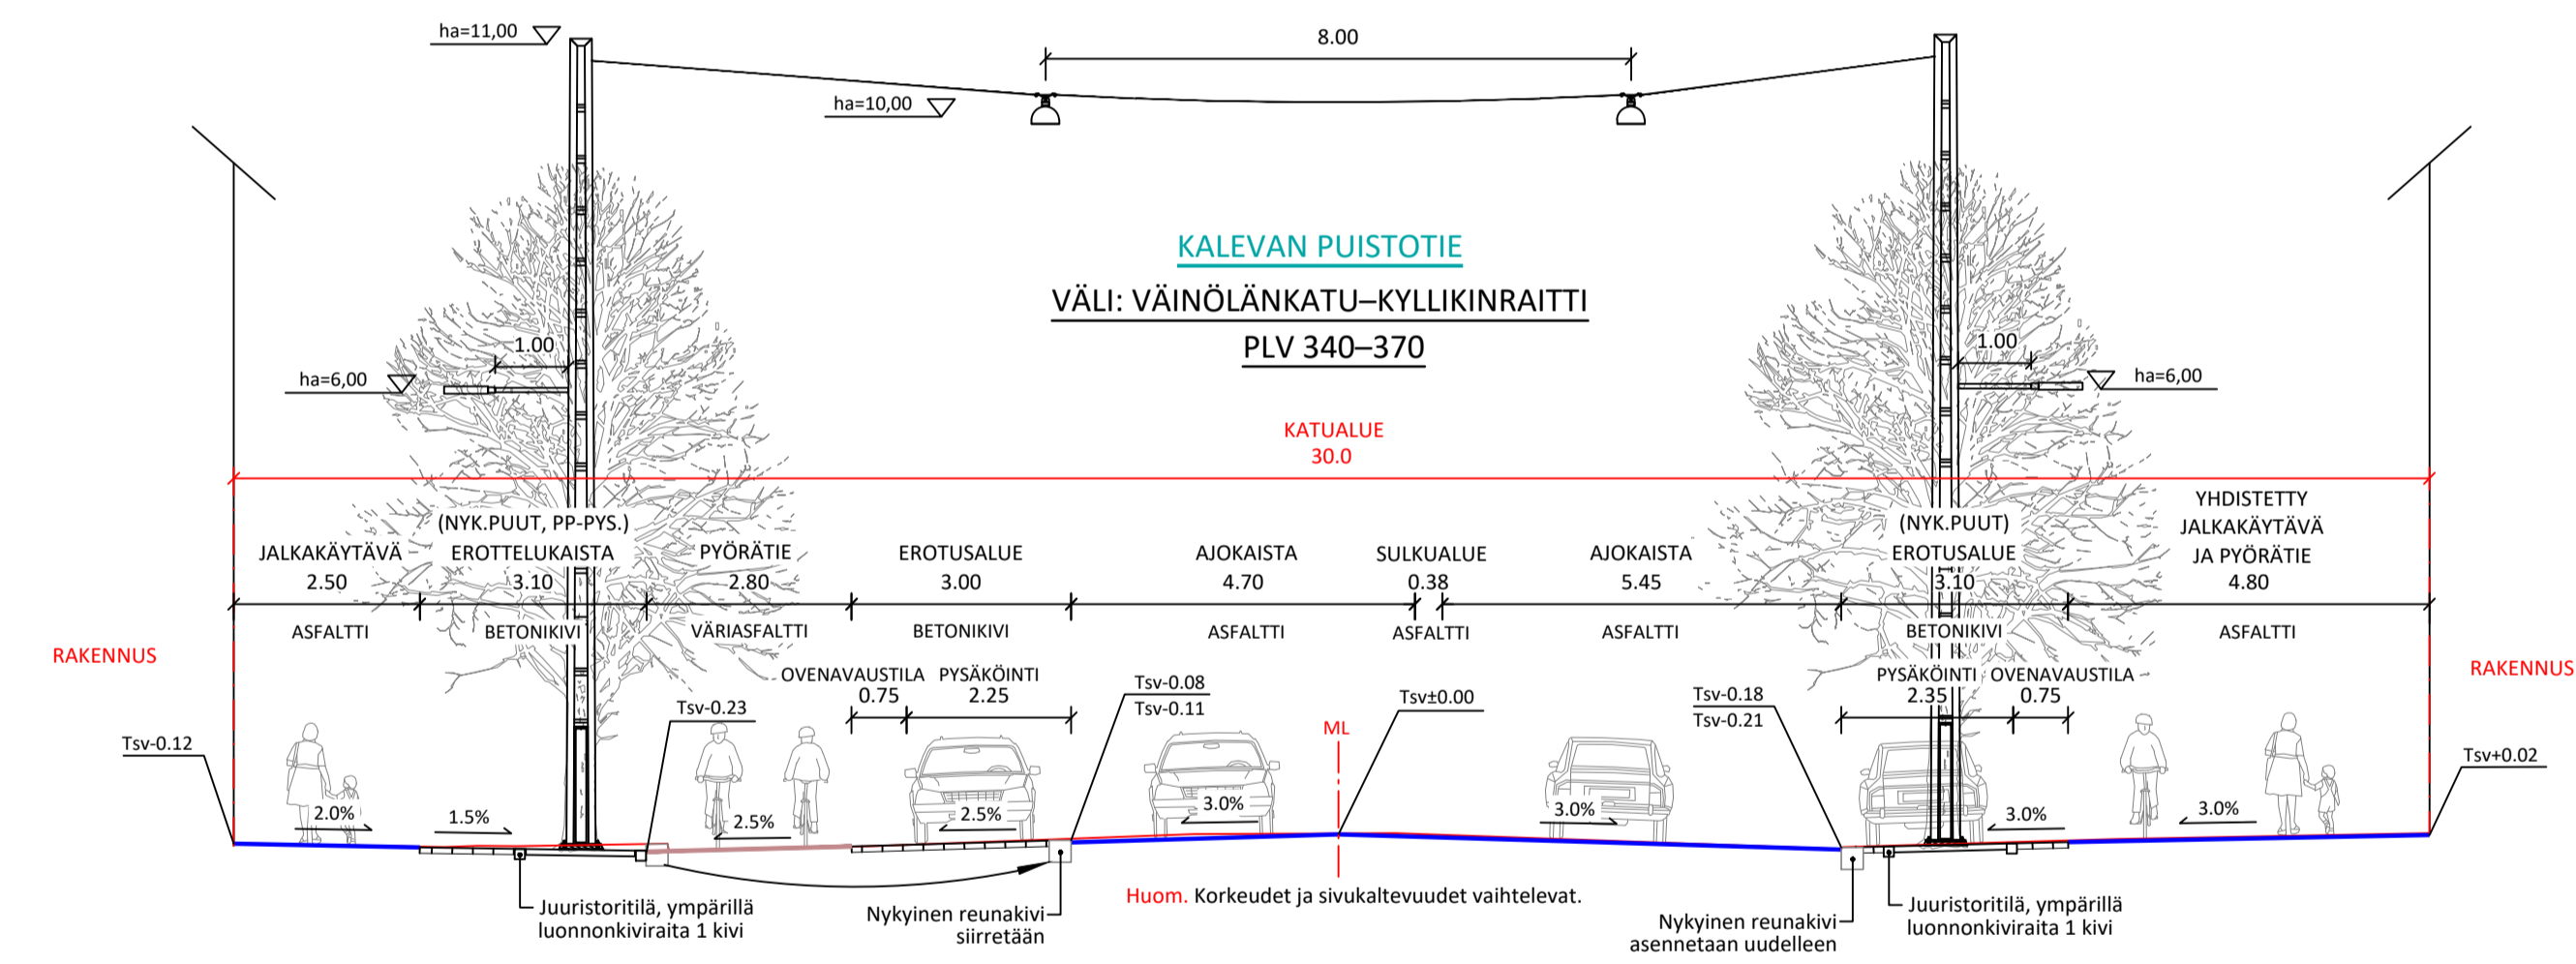 ha=11,00
8.00
ha=10,00
KALEVAN PUISTOTIE
VÄLI: VÄINÖLÄNKATU–KYLLIKINRAITTI
PLV 340–370
1.00
ha=6,00
1.00
ha=6,00
KATUALUE
30.0
JALKAKÄYTÄVÄ
2.50
(NYK.PUUT, PP-PYS.)
EROTTELUKAISTA
3.10
PYÖRÄTIE
2.80
EROTUSALUE
3.00
AJOKAISTA
4.70
SULKUALUE
0.38
AJOKAISTA
5.45
(NYK.PUUT)
EROTUSALUE
3.10
YHDISTETTY
JALKAKÄYTÄVÄ
JA PYÖRÄTIE
4.80
ASFALTTI
BETONIKIVI
VÄRIASFALTTI
BETONIKIVI
ASFALTTI
ASFALTTI
ASFALTTI
BETONIKIVI
ASFALTTI
RAKENNUS
RAKENNUS
OVENAVAUSTILA
0.75
PYSÄKÖINTI
2.25
PYSÄKÖINTI
2.35
OVENAVAUSTILA
0.75
Tsv-0.12
Tsv-0.23
Tsv-0.08
Tsv-0.11
ML
Tsv±0.00
Tsv-0.18
Tsv-0.21
Tsv+0.02
2.0%
1.5%
2.5%
2.5%
3.0%
3.0%
3.0%
3.0%
Juuristoritilä, ympärillä
luonnonkiviraita 1 kivi
Nykyinen reunakivi
siirretään
Huom. Korkeudet ja sivukaltevuudet vaihtelevat.
Nykyinen reunakivi
asennetaan uudelleen
Juuristoritilä, ympärillä
luonnonkiviraita 1 kivi